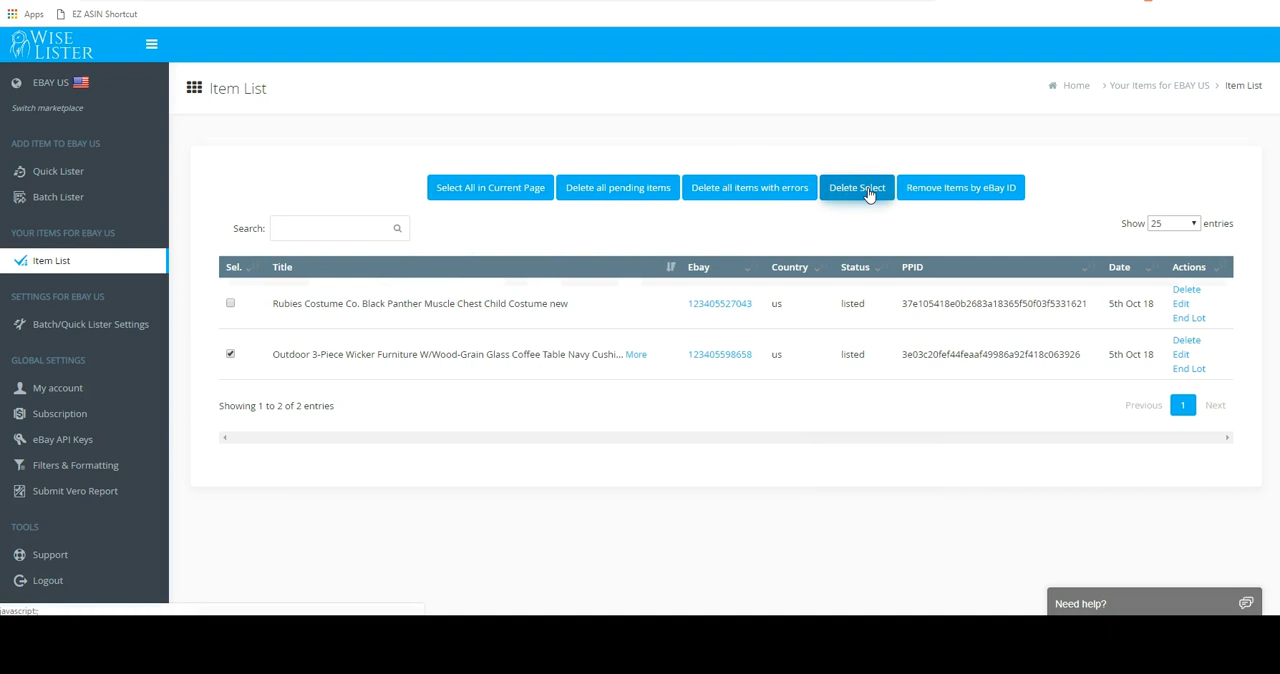 Apps EZ ASIN Shortcut
WISE
LISTER
EBAY US
Switch marketplace
ADD ITEM TO EBAY US
Quick Lister
Batch Lister
YOUR ITEMS FOR EBAY US
Item List
SETTINGS FOR EBAY US
Batch/Quick Lister Settings
GLOBAL SETTINGS
My account
Subscription
eBay API Keys
Filters & Formatting
Submit Vero Report
TOOLS
Support
Logout
javascript:;
Item List
Home > Your Items for EBAY US > Item List
Select All in Current Page Delete all pending items Delete all items with errors Delete Select Remove Items by eBay ID
Search: Show 25 entries
Sel. Title Ebay Country Status PPID Date Actions
Rubies Costume Co. Black Panther Muscle Chest Child Costume new 123405527043 us listed 37e105418e0b2683a18365f50f03f5331621 5th Oct 18 Delete
Edit
End Lot
Outdoor 3-Piece Wicker Furniture W/Wood-Grain Glass Coffee Table Navy Cushi... More 123405598658 us listed 3e03c20fef44feaaf49986a92f418c063926 5th Oct 18 Delete
Edit
End Lot
Showing 1 to 2 of 2 entries Previous 1 Next
Need help?